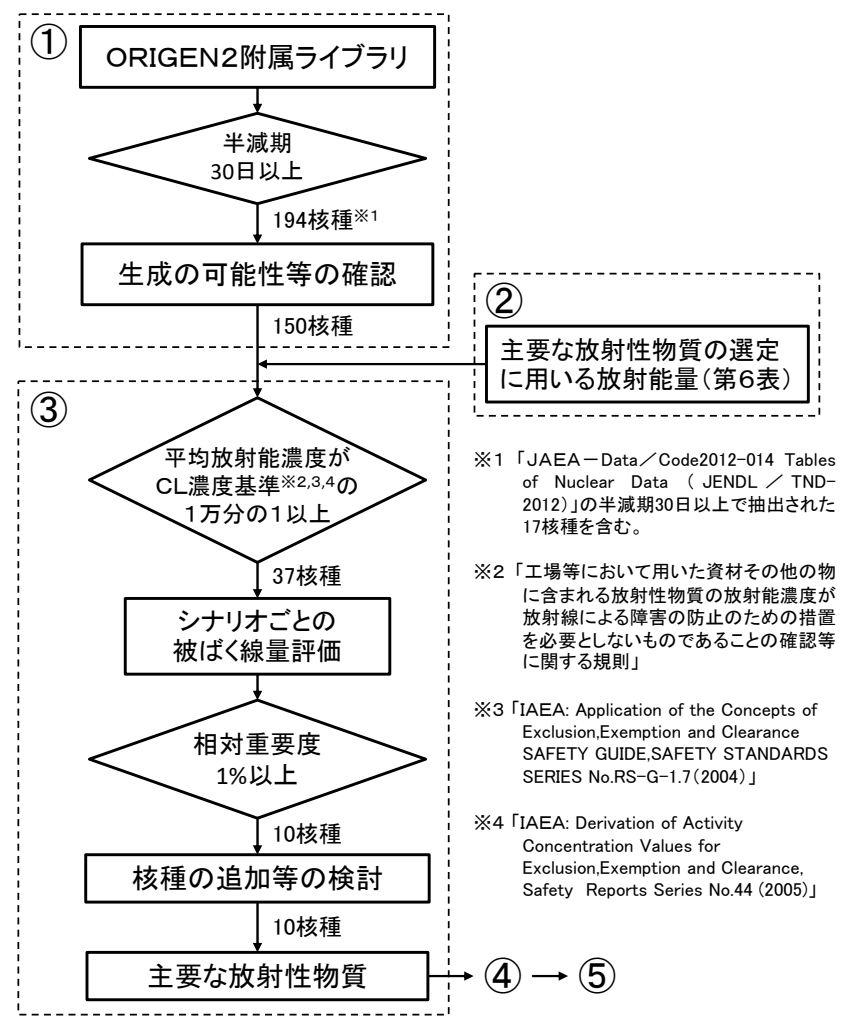 ①
ORIGEN2附属ライブラリ
半減期
30日以上
194核種※1
生成の可能性等の確認
150核種
②
主要な放射性物質の選定
に用いる放射能量(第6表)
③
平均放射能濃度が
CL濃度基準※2,3,4の
1万分の1以上
37核種
シナリオごとの
被ばく線量評価
相対重要度
1%以上
10核種
核種の追加等の検討
10核種
主要な放射性物質
④
⑤
※1 「JAEA-Data/Code2012-014 Tables
of Nuclear Data ( JENDL / TND-
2012)」の半減期30日以上で抽出された
17核種を含む。
※2 「工場等において用いた資材その他の物
に含まれる放射性物質の放射能濃度が
放射線による障害の防止のための措置
を必要としないものであることの確認等
に関する規則」
※3 「IAEA: Application of the Concepts of
Exclusion,Exemption and Clearance
SAFETY GUIDE,SAFETY STANDARDS
SERIES No.RS-G-1.7(2004)」
※4 「IAEA: Derivation of Activity
Concentration Values for
Exclusion,Exemption and Clearance,
Safety Reports Series No.44 (2005)」